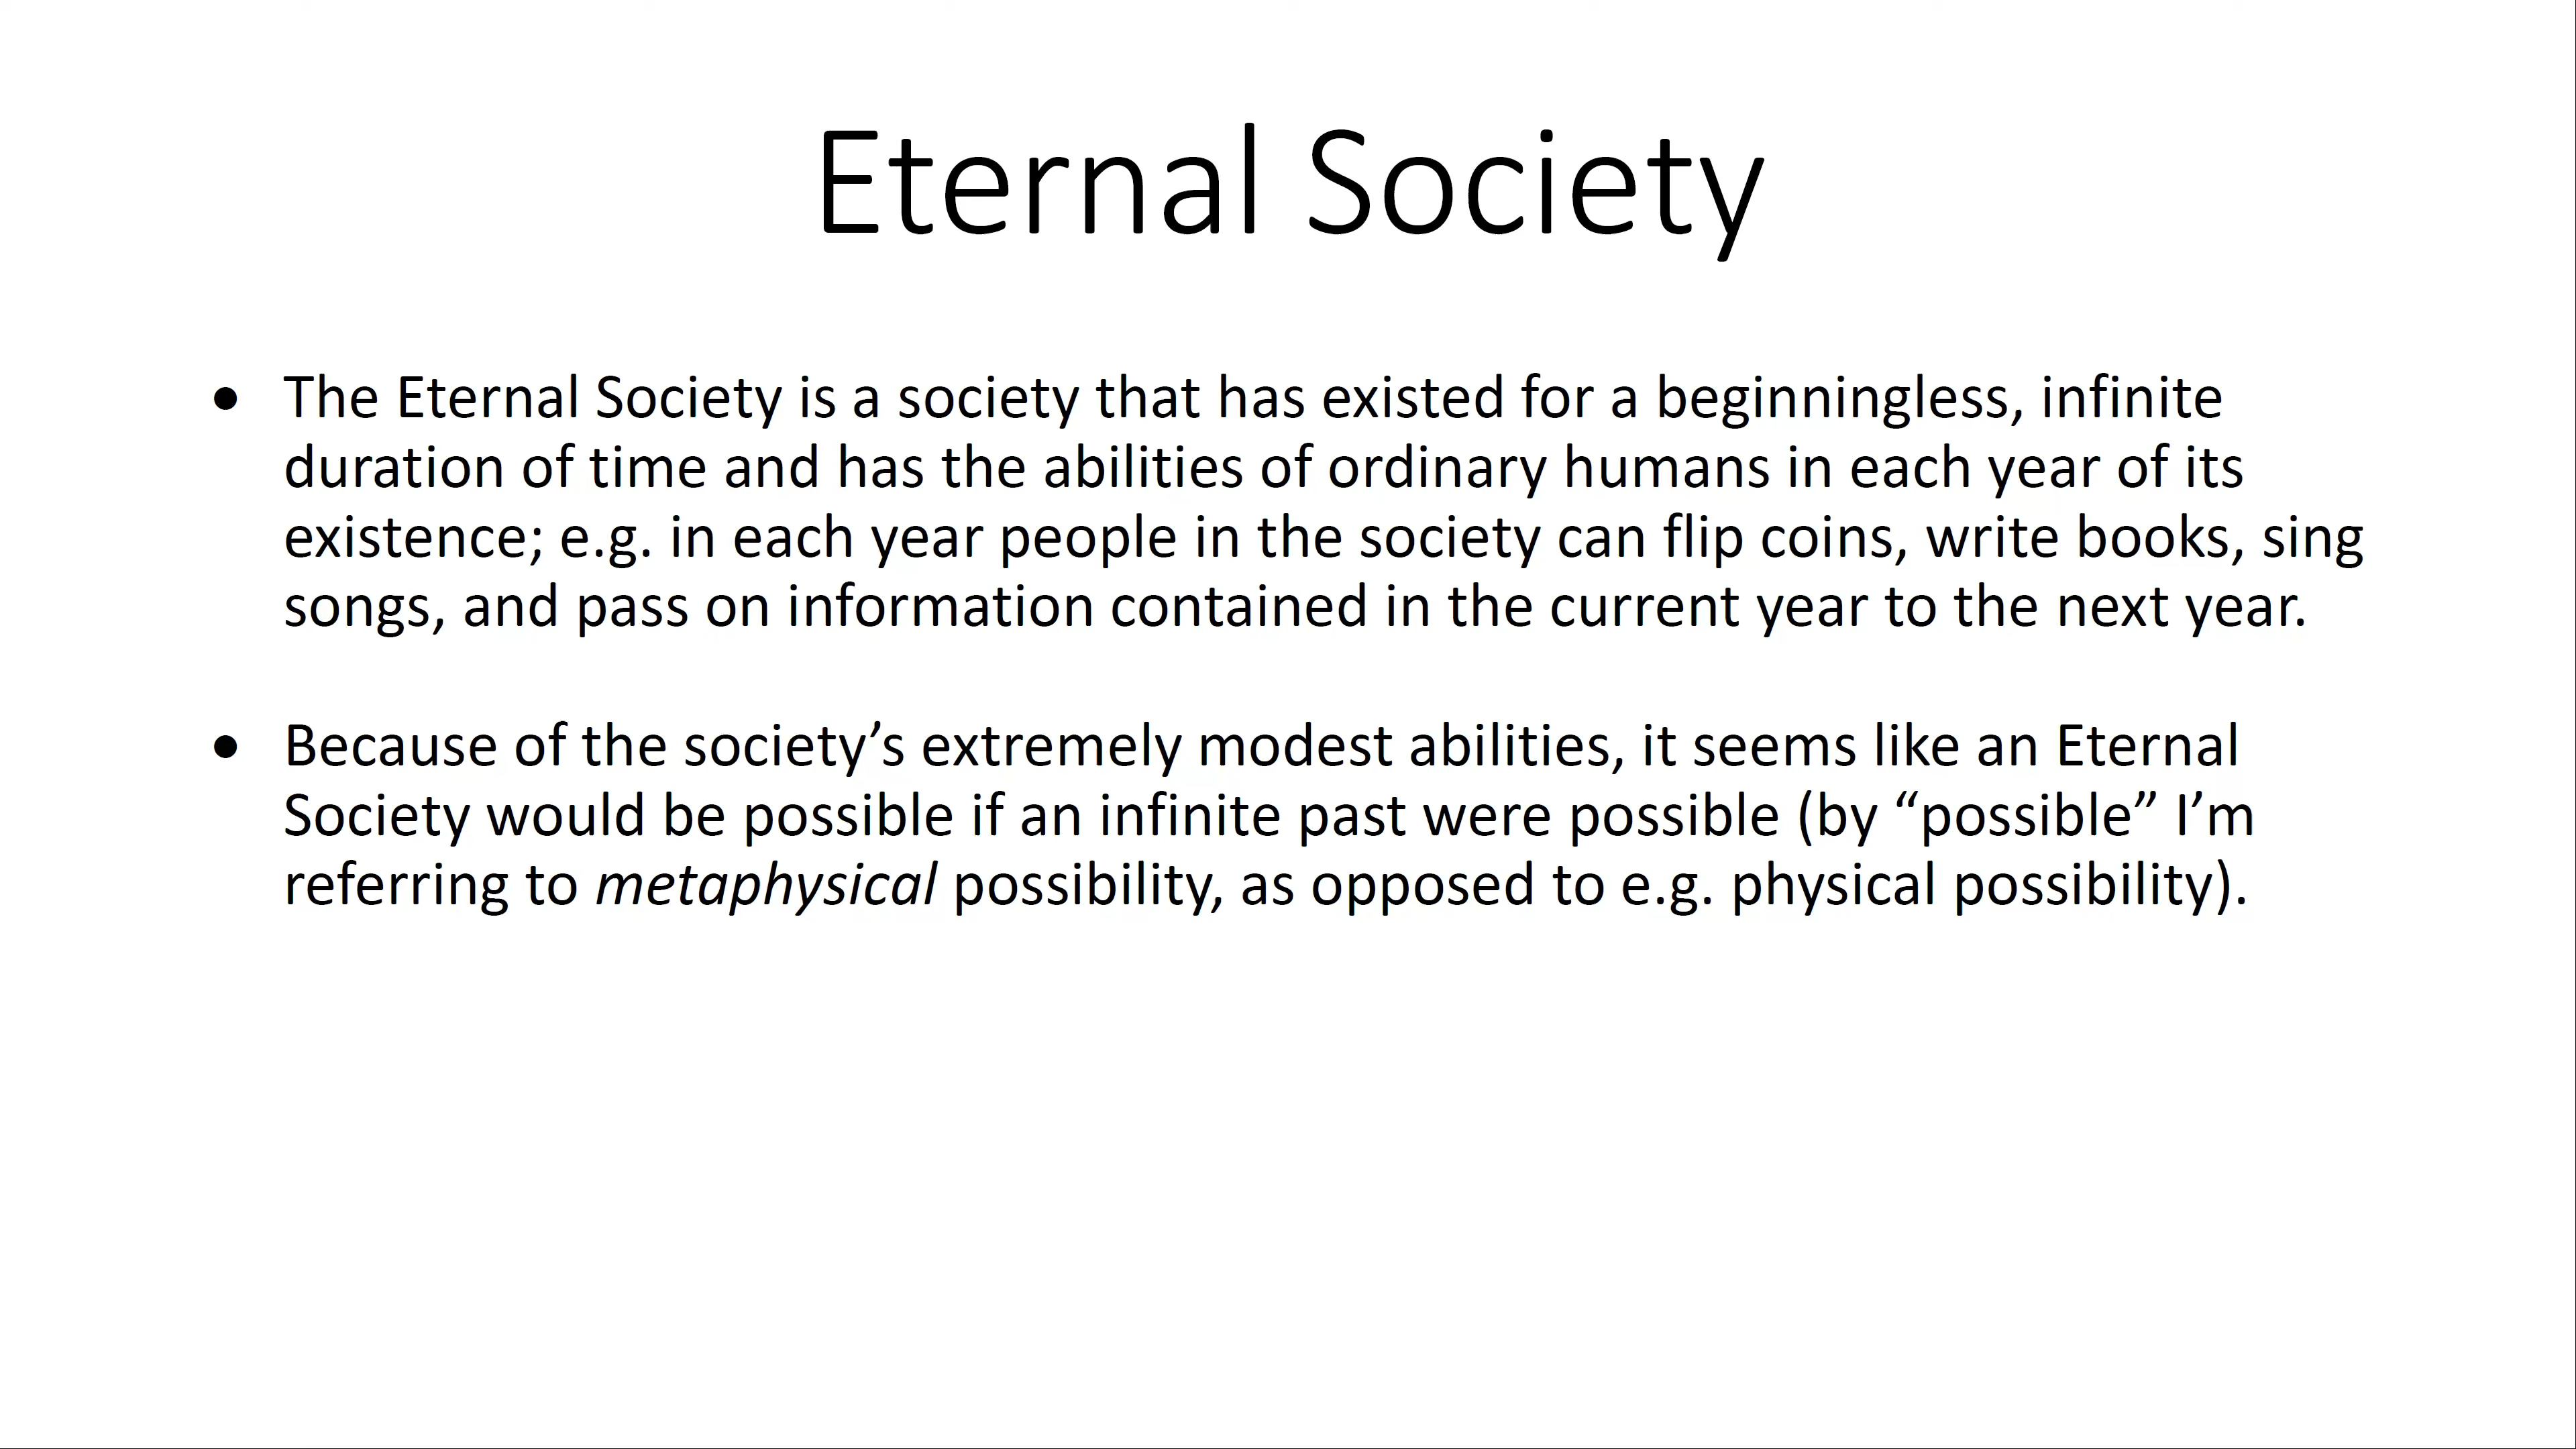 Eternal Society
● The Eternal Society is a society that has existed for a beginningless, infinite
duration of time and has the abilities of ordinary humans in each year of its
existence; e.g. in each year people in the society can flip coins, write books, sing
songs, and pass on information contained in the current year to the next year.
● Because of the society’s extremely modest abilities, it seems like an Eternal
Society would be possible if an infinite past were possible (by “possible” I’m
referring to metaphysical possibility, as opposed to e.g. physical possibility).